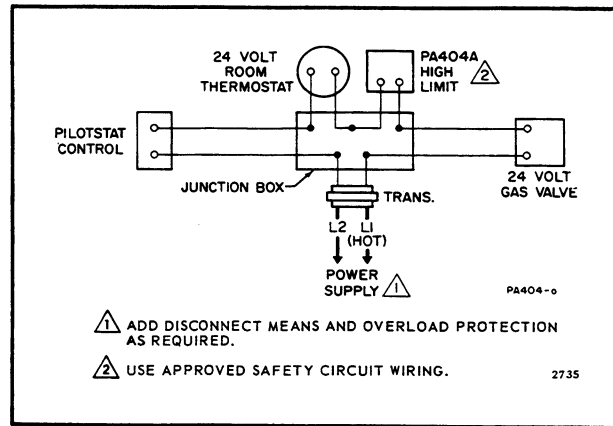 24 VOLT
ROOM
THERMOSTAT
PA404A
HIGH
LIMIT
2
PILOTSTAT
CONTROL
JUNCTION BOX
TRANS.
24 VOLT
GAS VALVE
L2 L1
(HOT)
POWER
SUPPLY 1
PA404-o
1 ADD DISCONNECT MEANS AND OVERLOAD PROTECTION
AS REQUIRED.
2 USE APPROVED SAFETY CIRCUIT WIRING.
2735